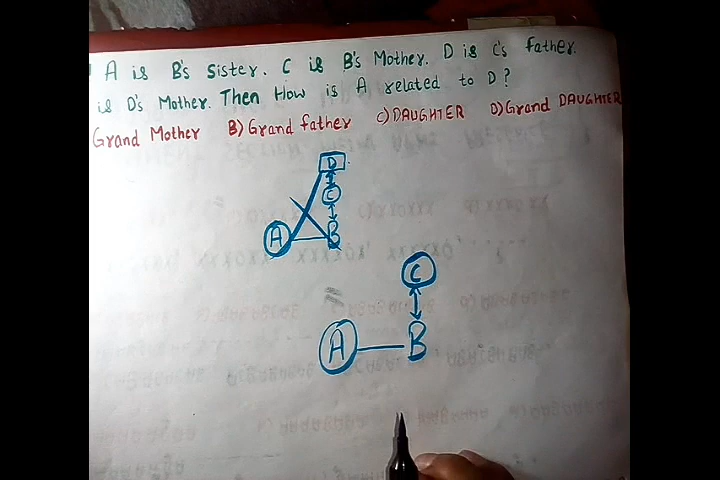 A is B's Sister. C is B's Mother. D is C's father.
is D's Mother. Then How is A related to D?
Grand Mother B) Grand father C) DAUGHTER D) Grand DAUGHTER
D
C
A B
C
A B